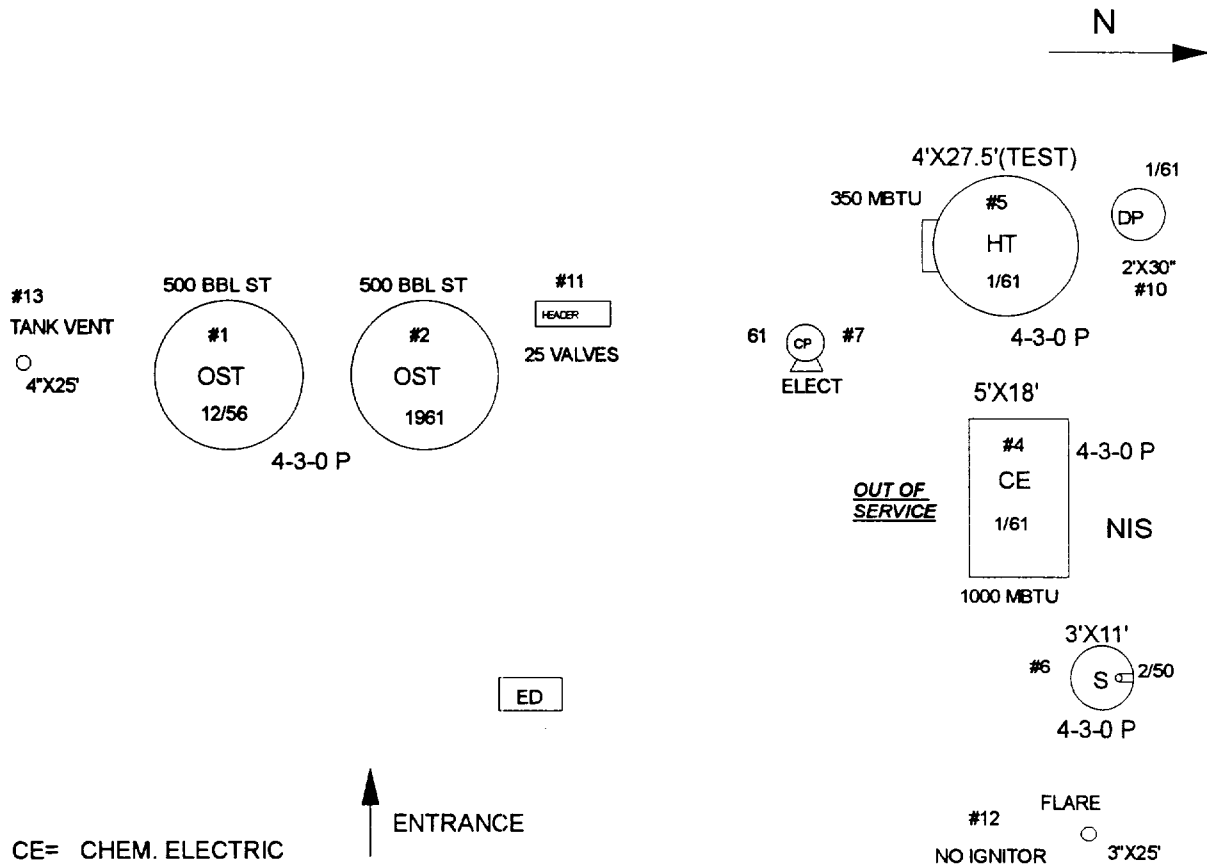 N
4'X27.5'(TEST)
1/61
350 MBTU
#5
DP
HT
2'X30"
#10
1/61
4-3-0 P
#13
TANK VENT
4"X25'
500 BBL ST
#1
OST
12/56
500 BBL ST
#2
OST
1961
4-3-0 P
#11
HEADER
25 VALVES
61
CP
#7
ELECT
5'X18'
#4
CE
1/61
4-3-0 P
OUT OF
SERVICE
NIS
1000 MBTU
3'X11'
#6
S
2/50
4-3-0 P
ED
ENTRANCE
CE= CHEM. ELECTRIC
FLARE
#12
NO IGNITOR
3"X25'